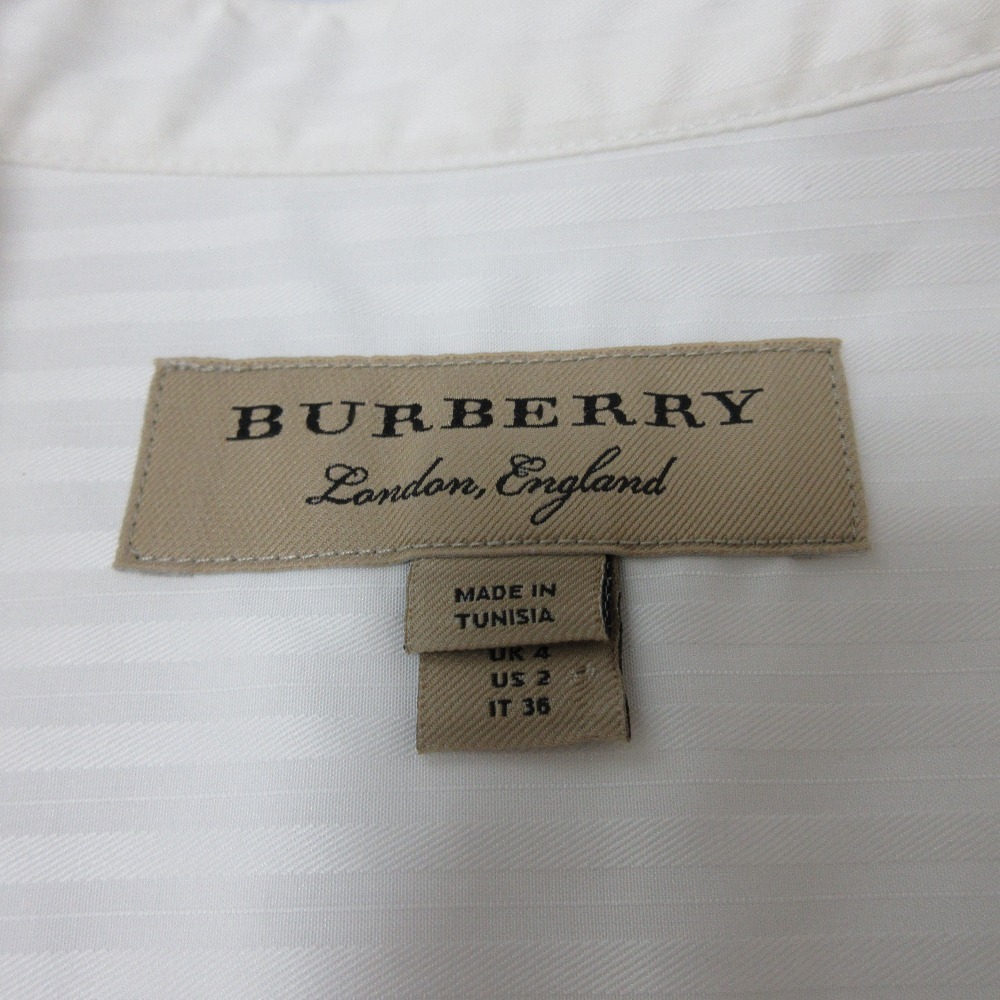 BURBERRY
London, England
MADE IN
TUNISIA
UK 4
US 2
IT 36